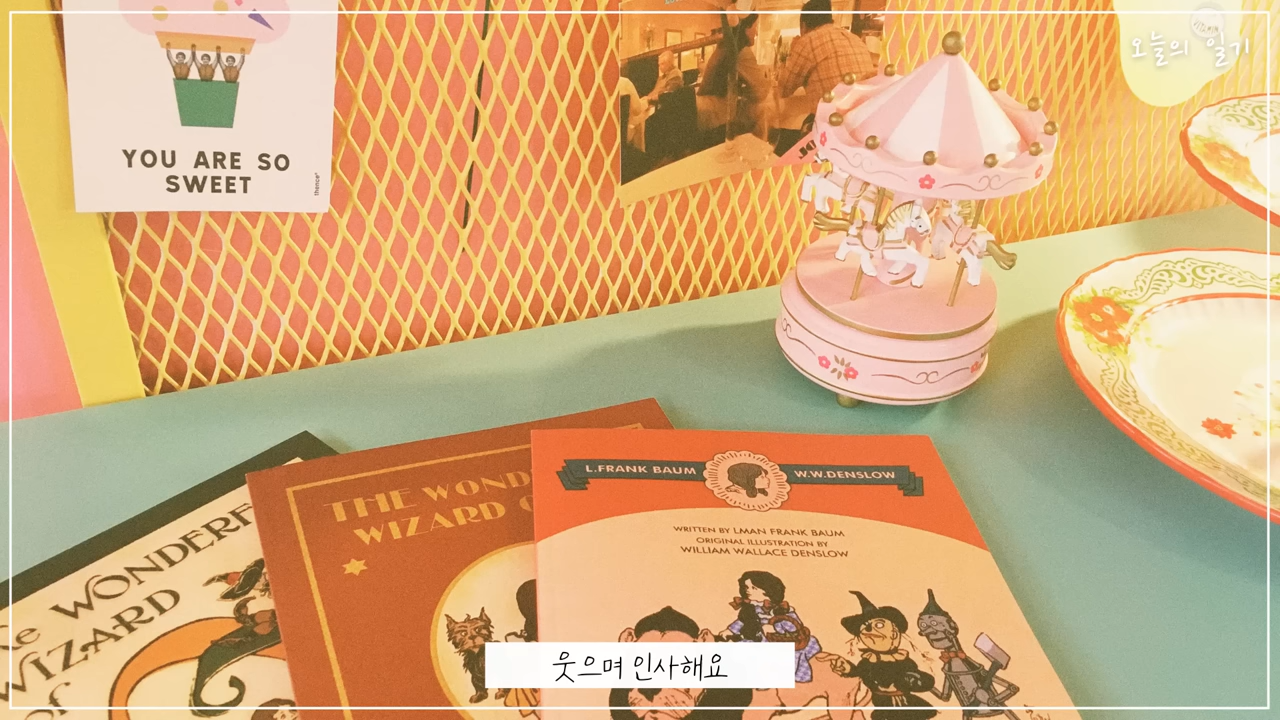 오늘의 일기
YOU ARE SO
SWEET
thence*
L.FRANK BAUM
W.W.DENSLOW
WRITTEN BY LMAN FRANK BAUM
ORIGINAL ILLUSTRATION BY
WILLIAM WALLACE DENSLOW
THE WOND
WIZARD
WONDERF
WIZARD
of
웃으며 인사해요